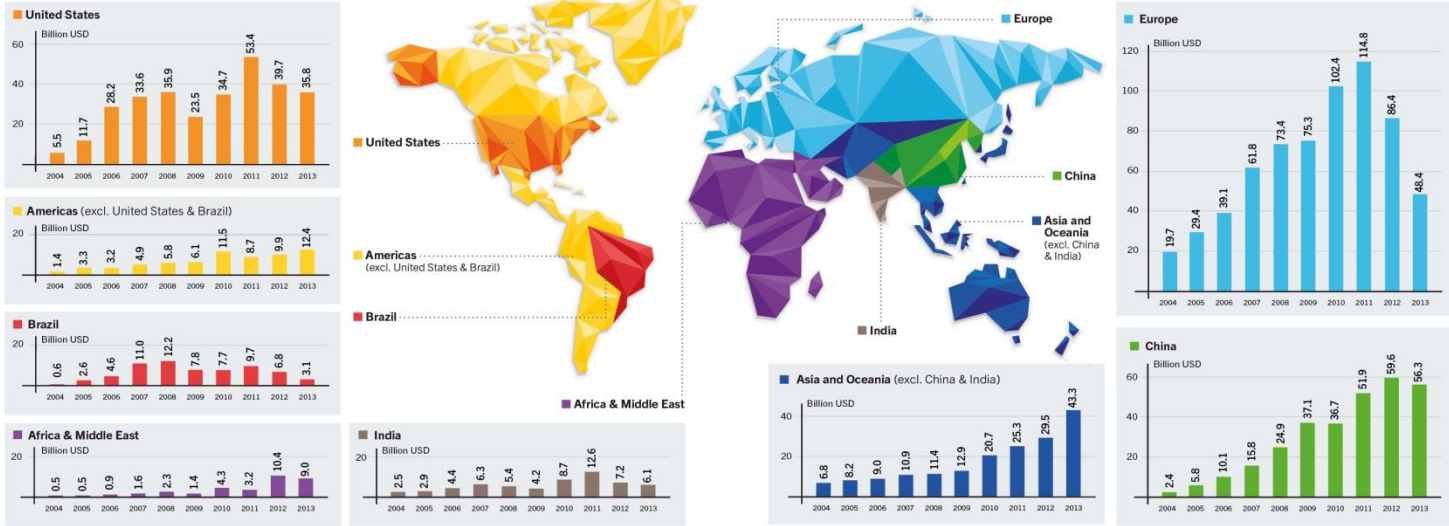 United States
Billion USD
60
40
20
5.5 11.7 28.2 33.6 35.9 23.5 34.7 53.4 39.7 35.8
2004 2005 2006 2007 2008 2009 2010 2011 2012 2013
Americas (excl. United States & Brazil)
Billion USD
20
1.4 3.3 3.2 4.9 5.8 6.1 11.5 8.7 9.9 12.4
2004 2005 2006 2007 2008 2009 2010 2011 2012 2013
Brazil
Billion USD
20
0.6 2.6 4.6 11.0 12.2 7.8 7.7 9.7 6.8 3.1
2004 2005 2006 2007 2008 2009 2010 2011 2012 2013
Africa & Middle East
Billion USD
20
0.5 0.5 0.9 1.6 2.3 1.4 4.3 3.2 10.4 9.0
2004 2005 2006 2007 2008 2009 2010 2011 2012 2013
United States
Americas
(excl. United States & Brazil)
Brazil
Africa & Middle East
Europe
China
Asia and
Oceania
(excl. China
& India)
India
India
Billion USD
20
2.5 2.9 4.4 6.3 5.4 4.2 8.7 12.6 7.2 6.1
2004 2005 2006 2007 2008 2009 2010 2011 2012 2013
Asia and Oceania (excl. China & India)
Billion USD
40
20
6.8 8.2 9.0 10.9 11.4 12.9 20.7 25.3 29.5 43.3
2004 2005 2006 2007 2008 2009 2010 2011 2012 2013
Europe
Billion USD
120
100
80
60
40
20
19.7 29.4 39.1 61.8 73.4 75.3 102.4 114.8 86.4 48.4
2004 2005 2006 2007 2008 2009 2010 2011 2012 2013
China
Billion USD
60
40
20
2.4 5.8 10.1 15.8 24.9 37.1 36.7 51.9 59.6 56.3
2004 2005 2006 2007 2008 2009 2010 2011 2012 2013